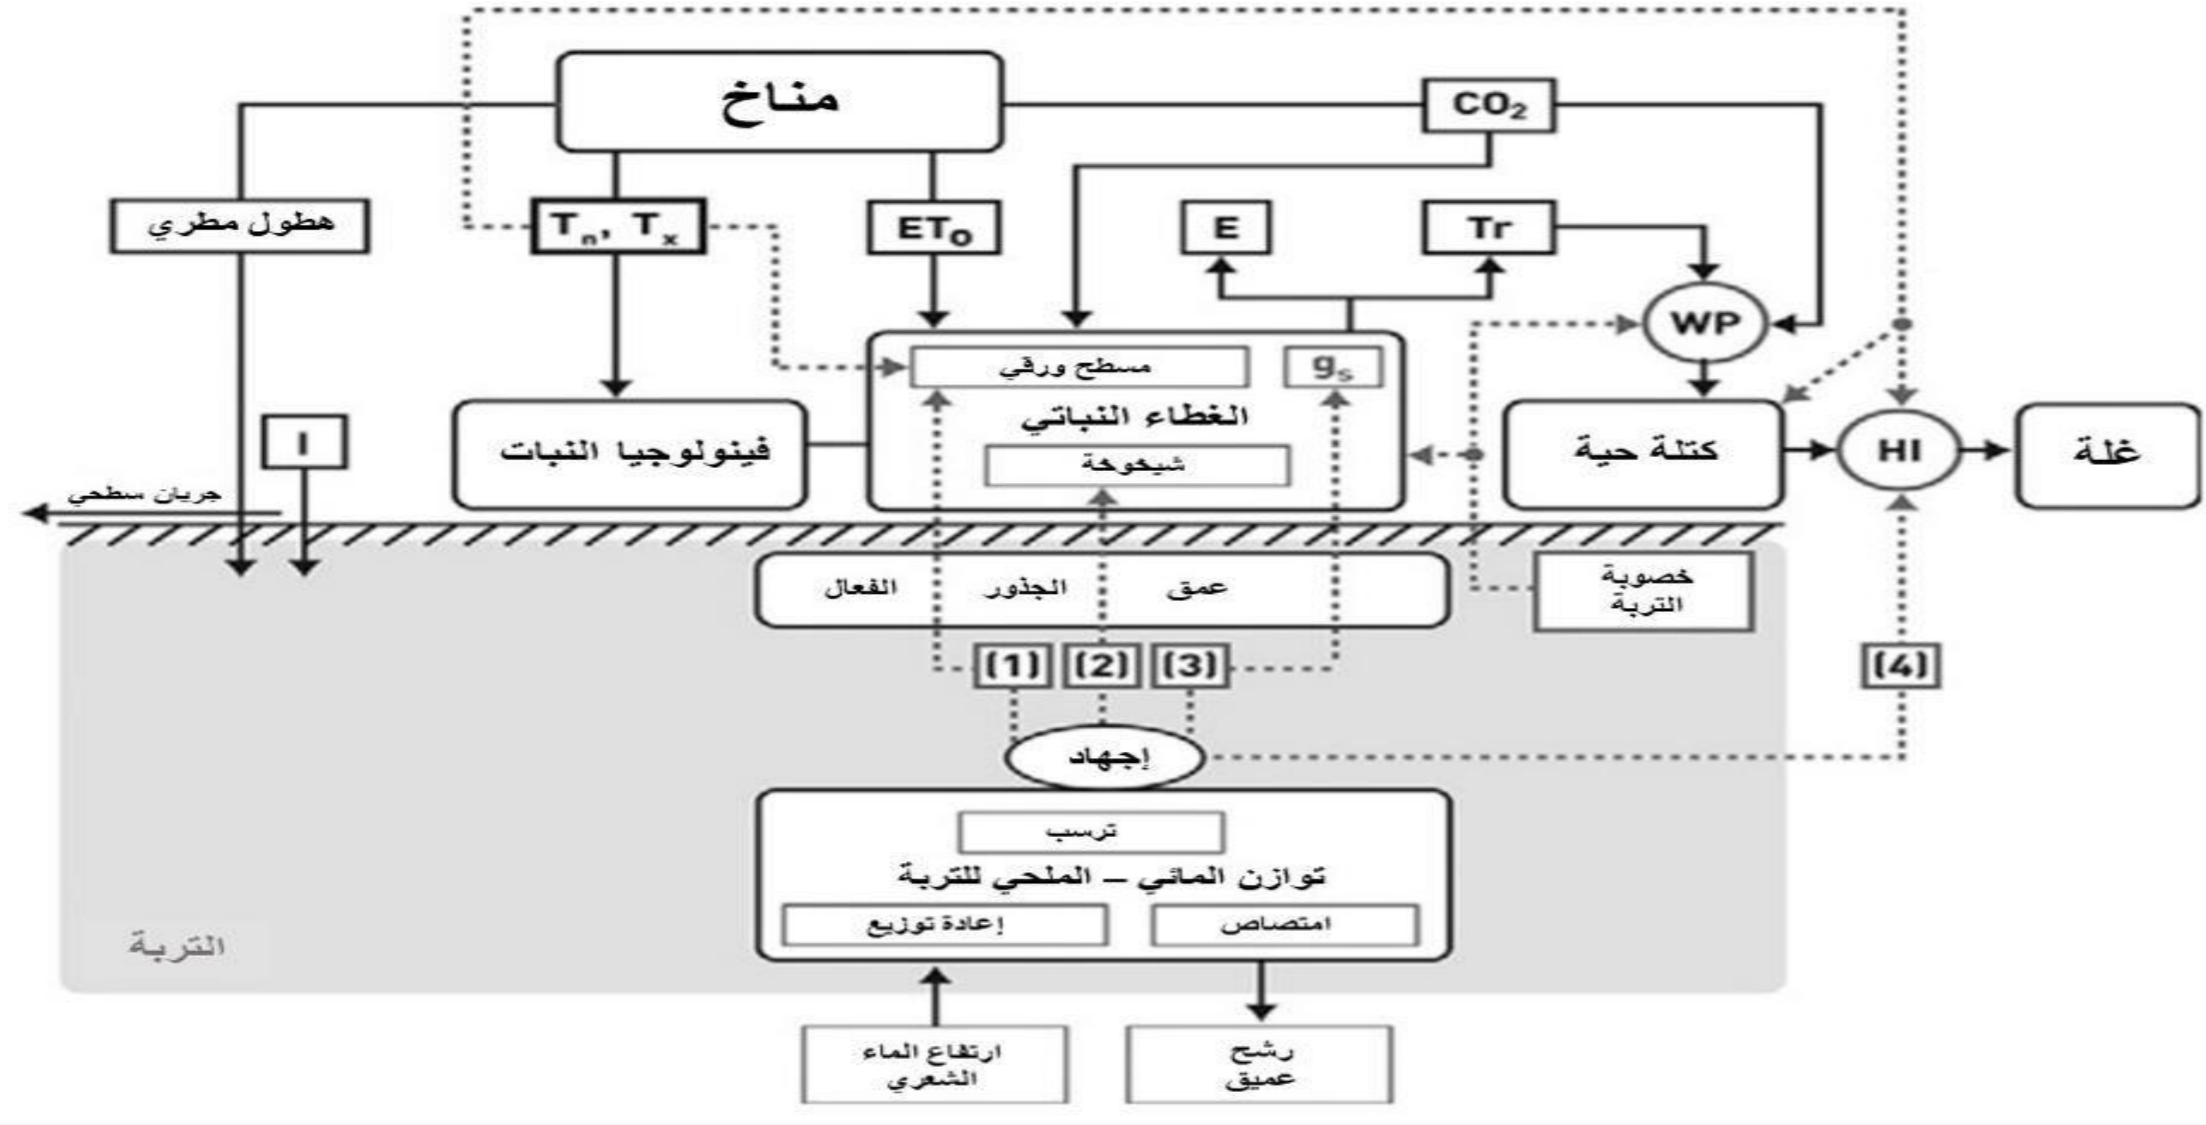 مناخ
CO₂
هطول مطري
Tₙ, Tₓ
ETₒ
E
Tr
WP
مسطح ورقي
gₛ
الغطاء النباتي
شيخوخة
I
فينولوجيا النبات
كتلة حية
HI
غلة
جريان سطحي
عمق الجذور الفعال
خصوبة
التربة
(1) (2) (3)
(4)
إجهاد
ترسب
توازن المائي – الملحي للتربة
امتصاص
إعادة توزيع
التربة
ارتفاع الماء
الشعري
رشح
عميق